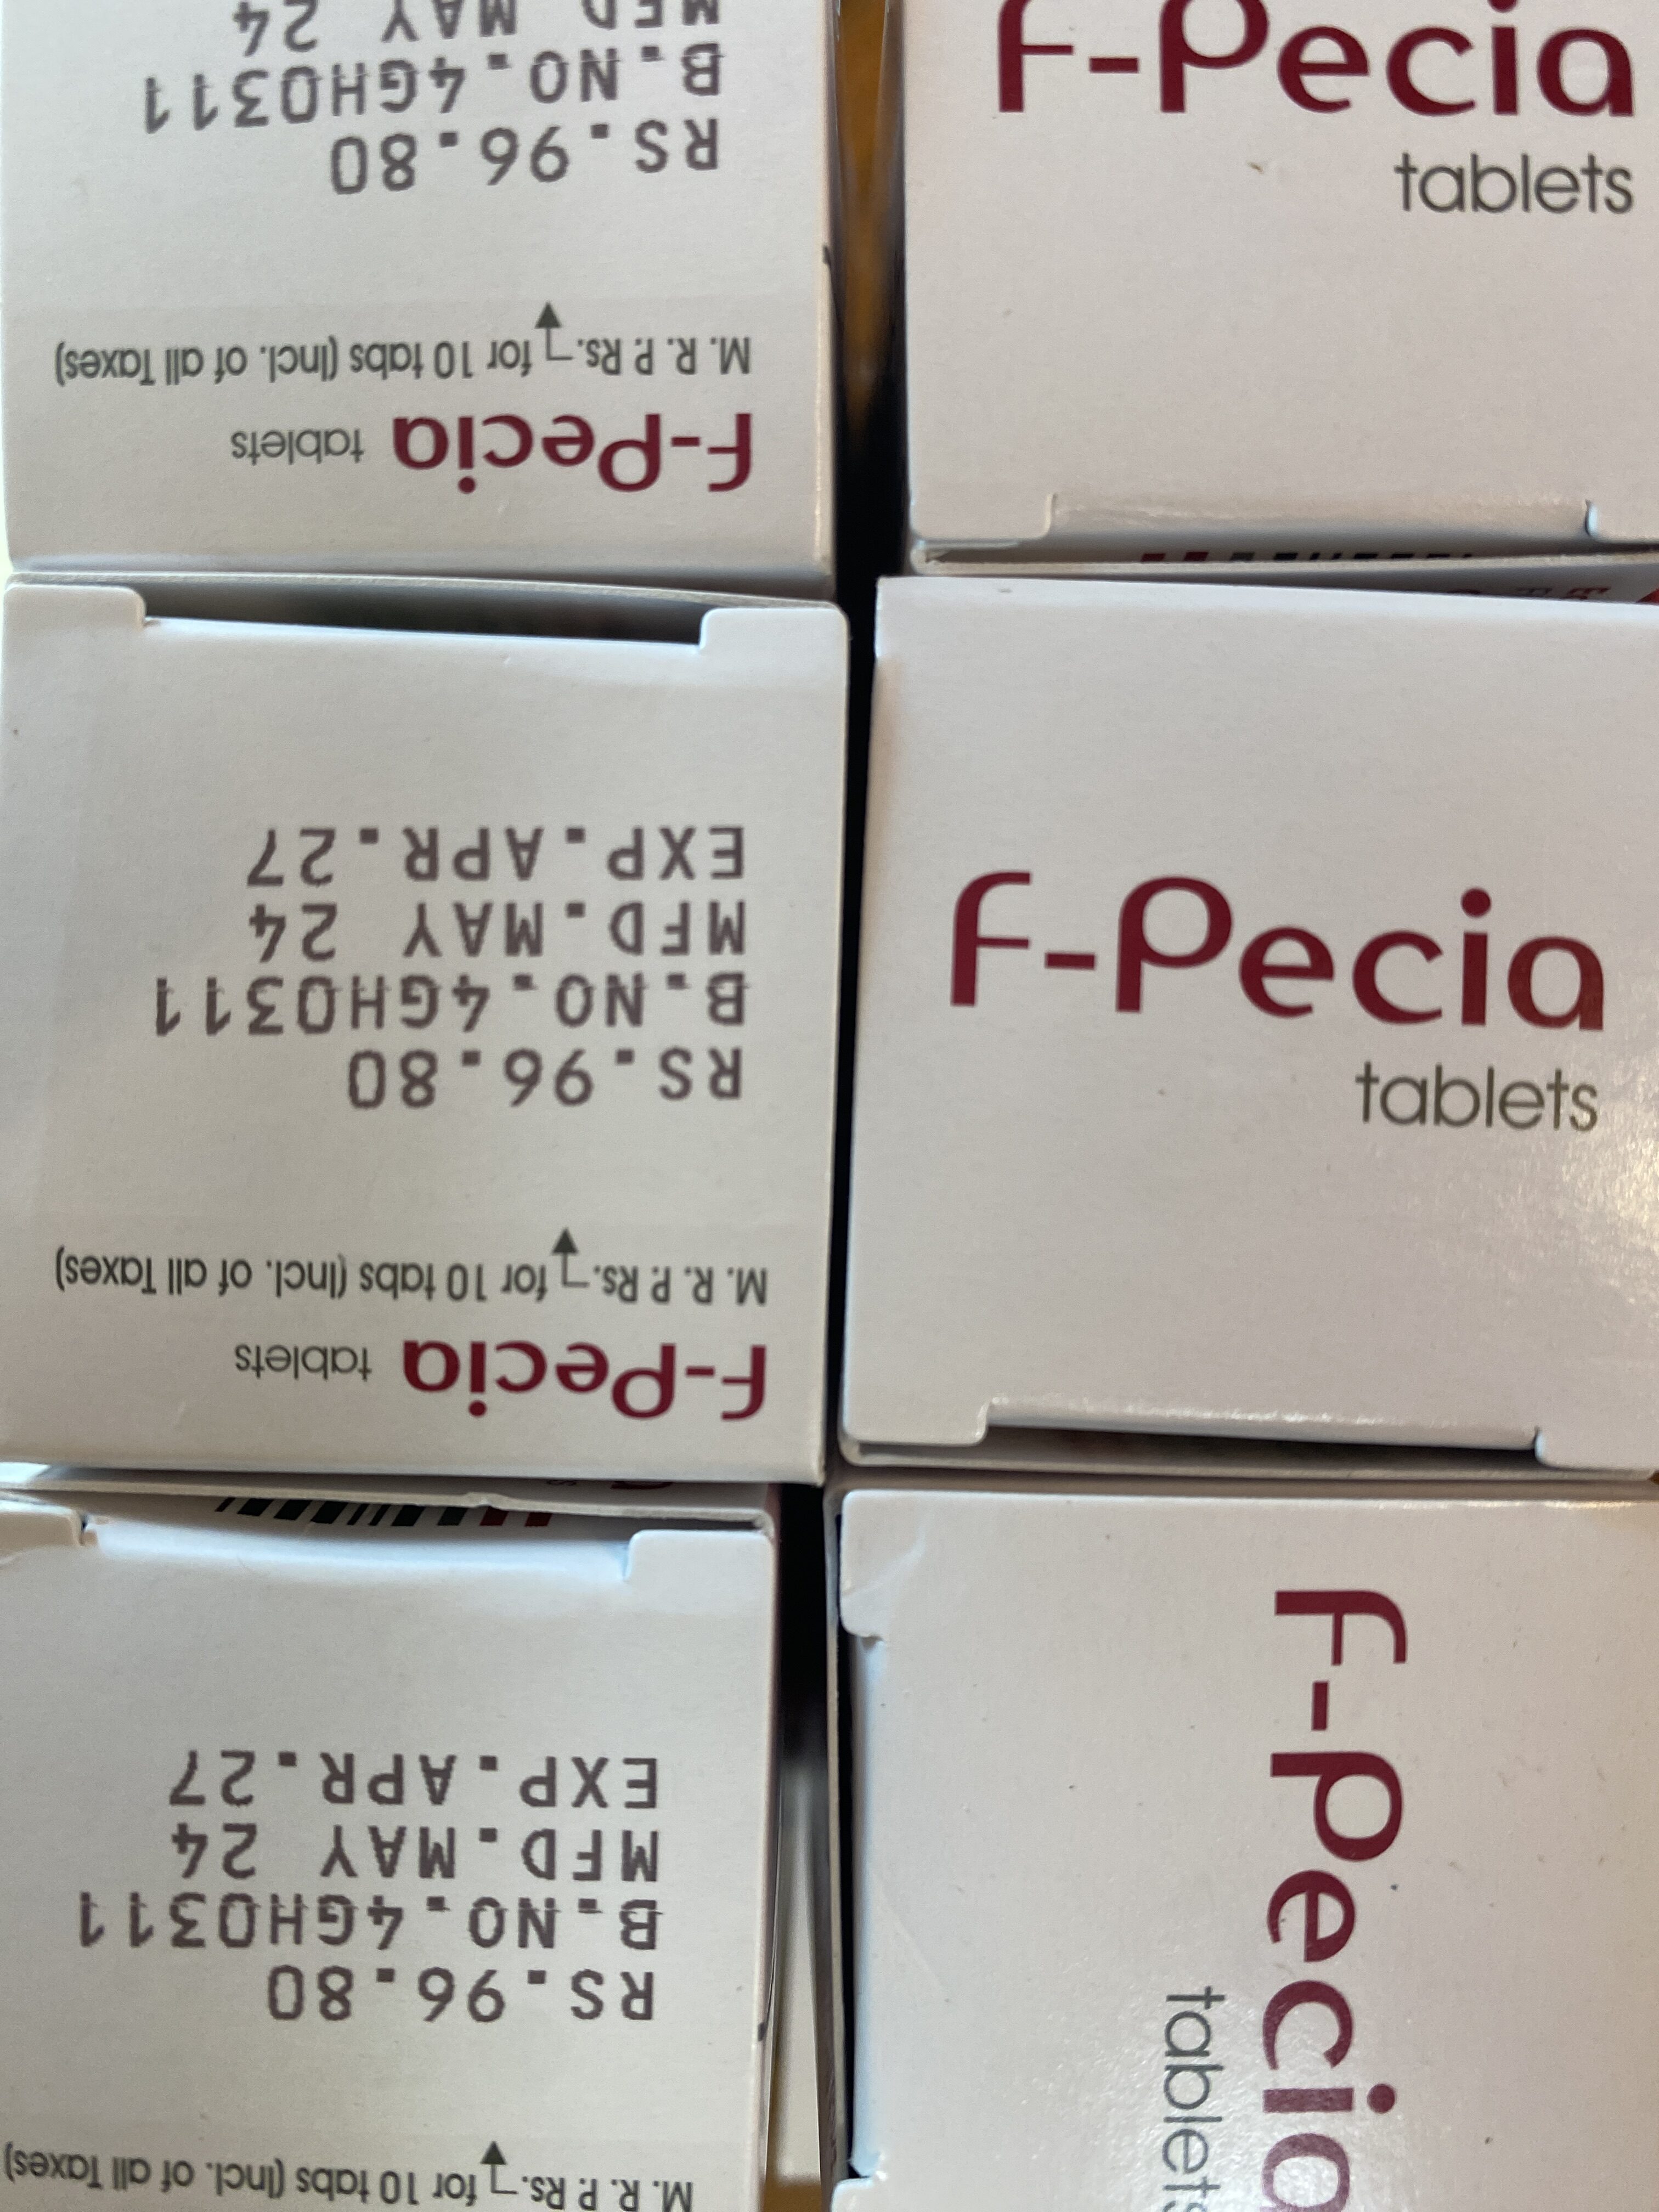 F-Pecia tablets
M. R. P. Rs. for 10 tabs (Incl. of all Taxes)
RS.96.80
B.NO.4GH0311
MFD MAY 24
F-Pecia
tablets
F-Pecia tablets
M. R. P. Rs. for 10 tabs (Incl. of all Taxes)
RS.96.80
B.NO.4GH0311
MFD.MAY 24
EXP.APR.27
F-Pecia
tablets
M. R. P. Rs. for 10 tabs (Incl. of all Taxes)
RS.96.80
B.NO.4GH0311
MFD.MAY 24
EXP.APR.27
F-Pecia
tablets